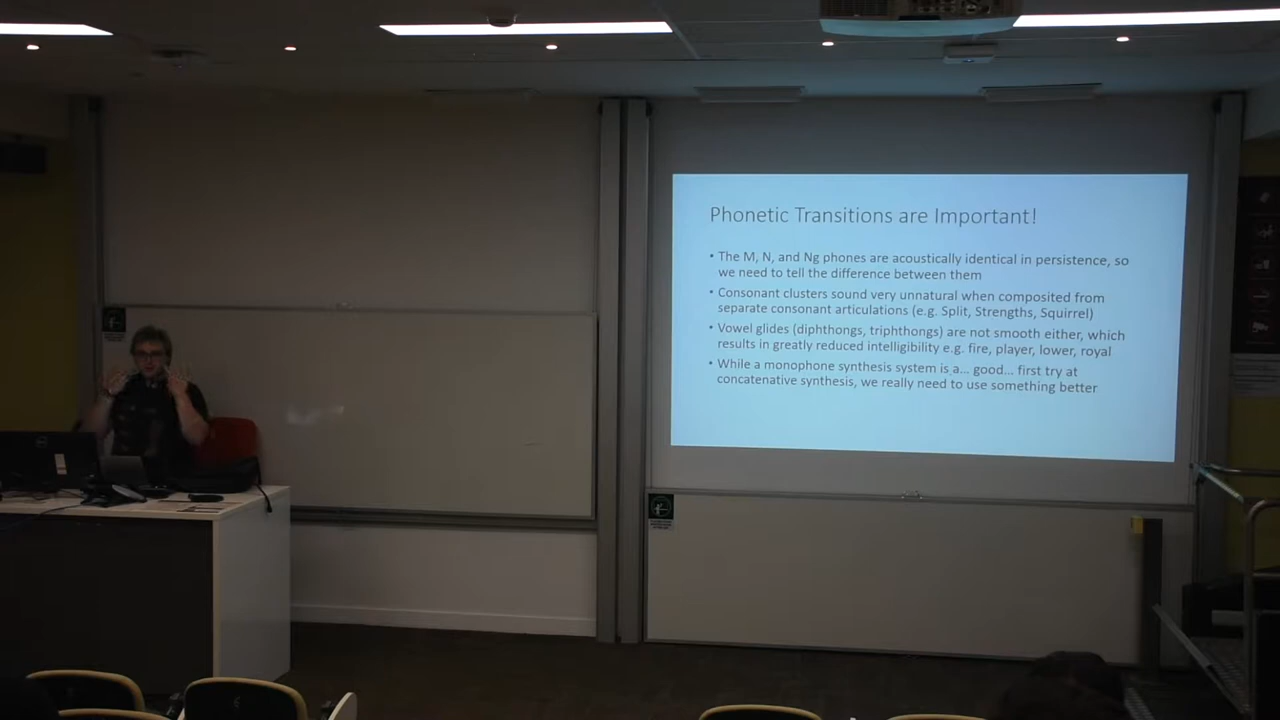 Phonetic Transitions are Important!
• The M, N, and Ng phones are acoustically identical in persistence, so
we need to tell the difference between them
• Consonant clusters sound very unnatural when composited from
separate consonant articulations (e.g. Split, Strengths, Squirrel)
• Vowel glides (diphthongs, triphthongs) are not smooth either, which
results in greatly reduced intelligibility e.g. fire, player, lower, royal
• While a monophone synthesis system is a... good... first try at
concatenative synthesis, we really need to use something better